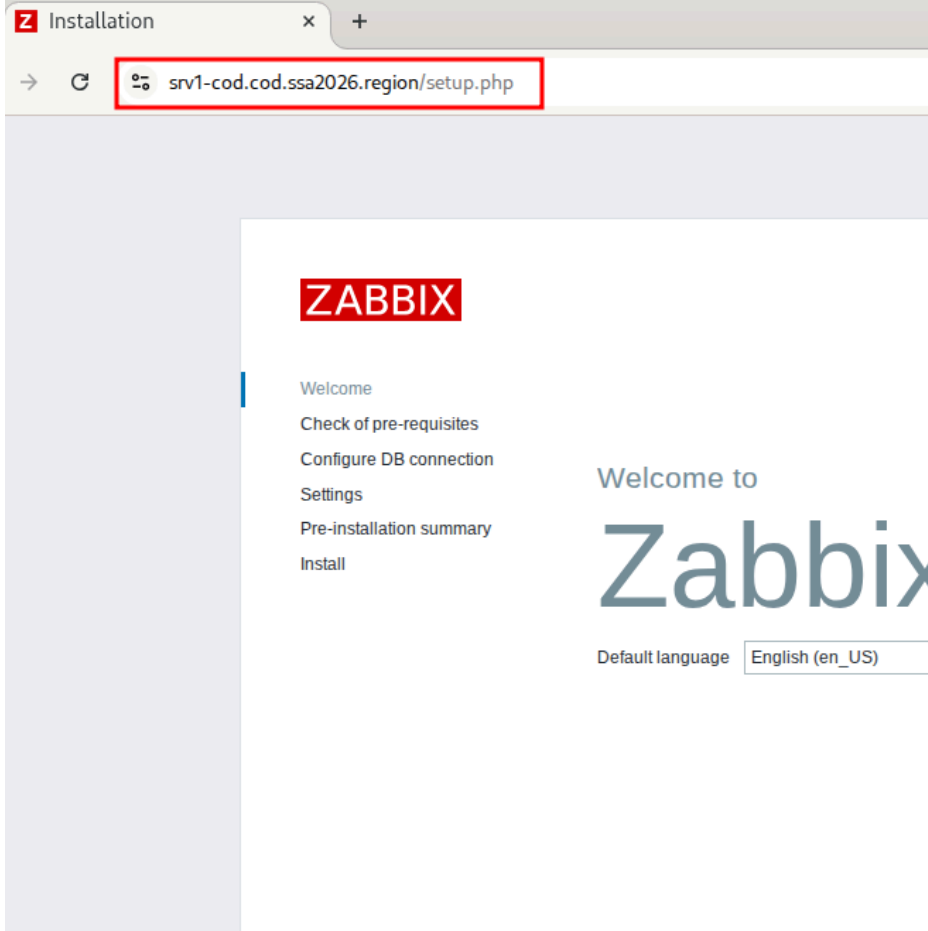 Z Installation
srv1-cod.cod.ssa2026.region/setup.php
ZABBIX
Welcome
Check of pre-requisites
Configure DB connection
Settings
Pre-installation summary
Install
Welcome to
Zabbix
Default language English (en_US)